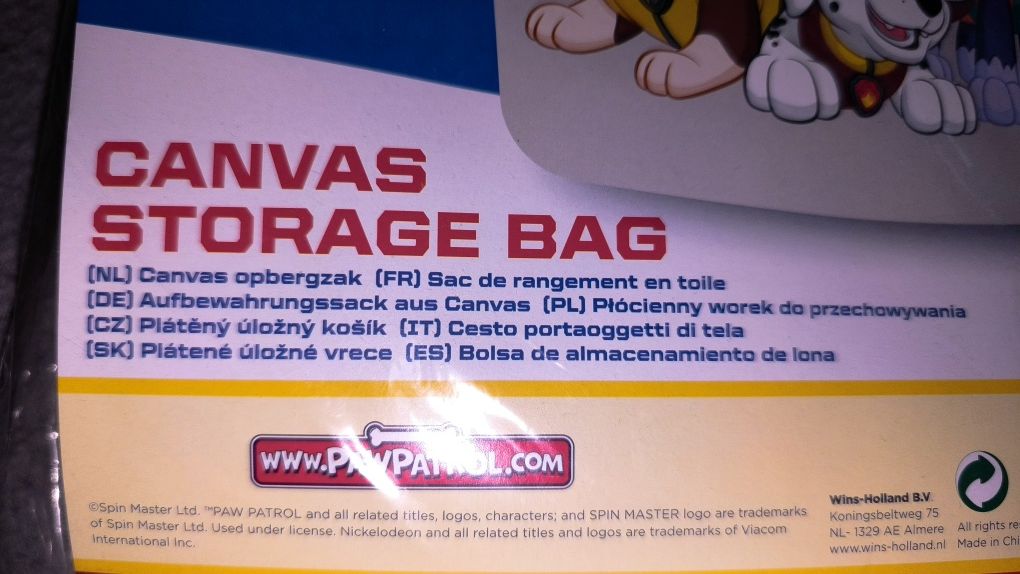 CANVAS
STORAGE BAG
(NL) Canvas opbergzak (FR) Sac de rangement en toile
(DE) Aufbewahrungssack aus Canvas (PL) Płócienny worek do przechowywania
(CZ) Plátěný úložný košík (IT) Cesto portaoggetti di tela
(SK) Plátené úložné vrece (ES) Bolsa de almacenamiento de lona
WWW.PAWPATROL.COM
©Spin Master Ltd. ™PAW PATROL and all related titles, logos, characters; and SPIN MASTER logo are trademarks
of Spin Master Ltd. Used under license. Nickelodeon and all related titles and logos are trademarks of Viacom
International Inc.
Wins-Holland B.V.
Koningsbeltweg 75
NL- 1329 AE Almere
www.wins-holland.nl
All rights
Made in